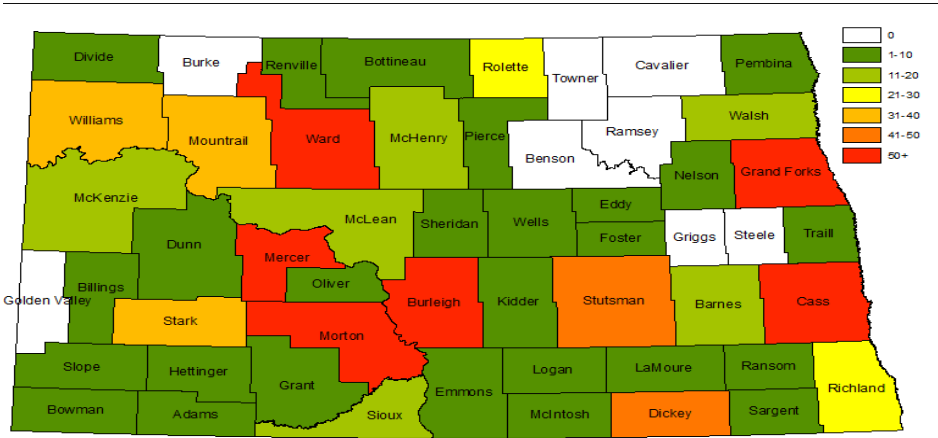 0
Divide
Burke
Renville
Bottineau
Rolette
Towner
Cavalier
Pembina
1-10
11-20
21-30
31-40
41-50
50+
Williams
Mountrail
Ward
McHenry
Pierce
Benson
Ramsey
Walsh
Nelson
Grand Forks
McKenzie
McLean
Sheridan
Wells
Eddy
Foster
Griggs
Steele
Traill
Dunn
Mercer
Oliver
Golden Valley
Billings
Stark
Morton
Burleigh
Kidder
Stutsman
Barnes
Cass
Slope
Hettinger
Grant
Emmons
Logan
LaMoure
Ransom
Richland
Bowman
Adams
Sioux
McIntosh
Dickey
Sargent